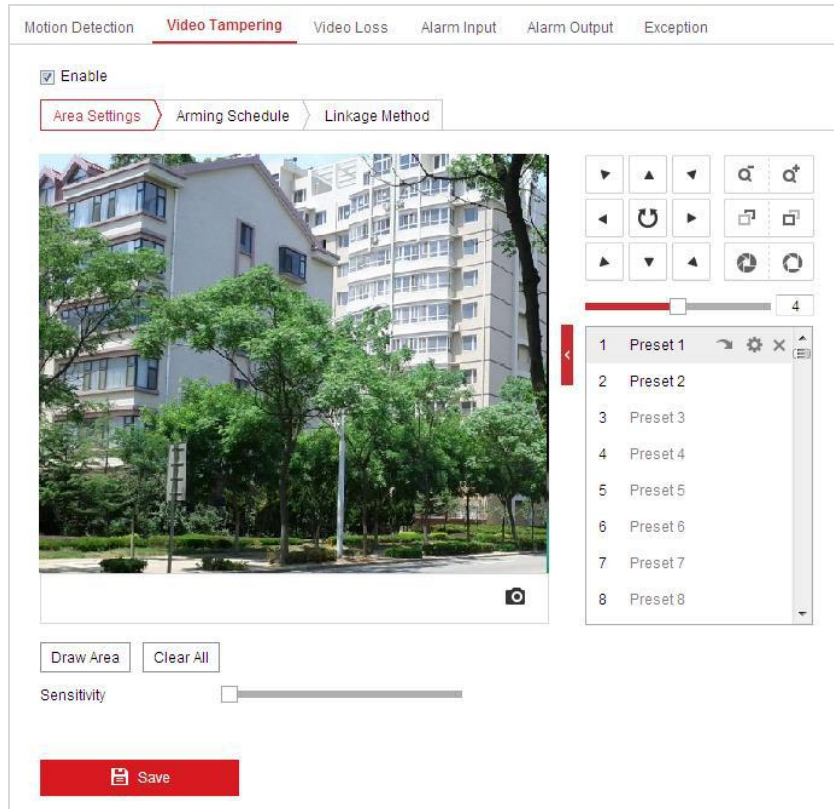 Motion Detection Video Tampering Video Loss Alarm Input Alarm Output Exception
Enable
Area Settings Arming Schedule Linkage Method
4
1 Preset 1
2 Preset 2
3 Preset 3
4 Preset 4
5 Preset 5
6 Preset 6
7 Preset 7
8 Preset 8
Draw Area Clear All
Sensitivity
Save